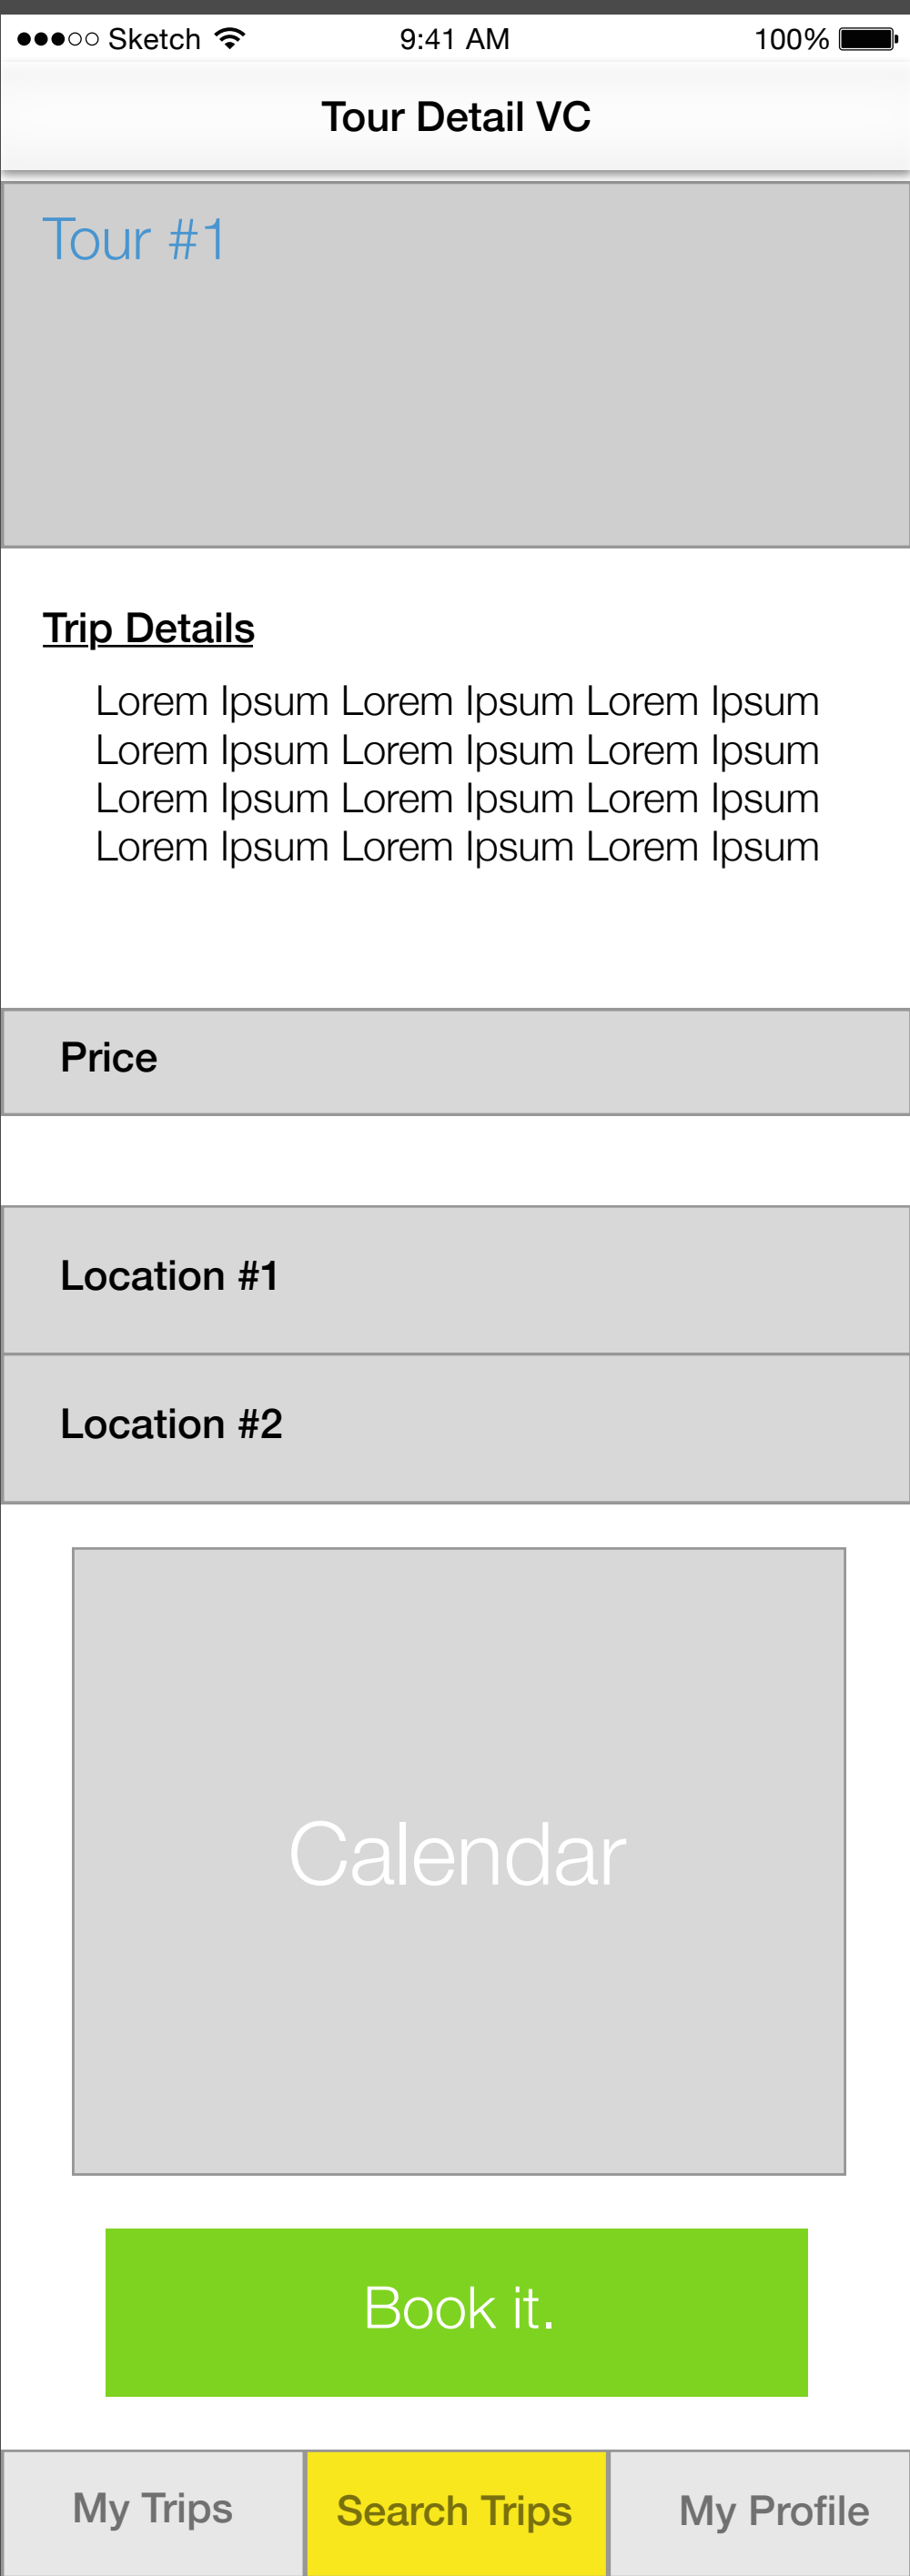 Sketch 9:41 AM 100%
Tour Detail VC
Tour #1
Trip Details
Lorem Ipsum Lorem Ipsum Lorem Ipsum
Lorem Ipsum Lorem Ipsum Lorem Ipsum
Lorem Ipsum Lorem Ipsum Lorem Ipsum
Lorem Ipsum Lorem Ipsum Lorem Ipsum
Price
Location #1
Location #2
Calendar
Book it.
My Trips Search Trips My Profile